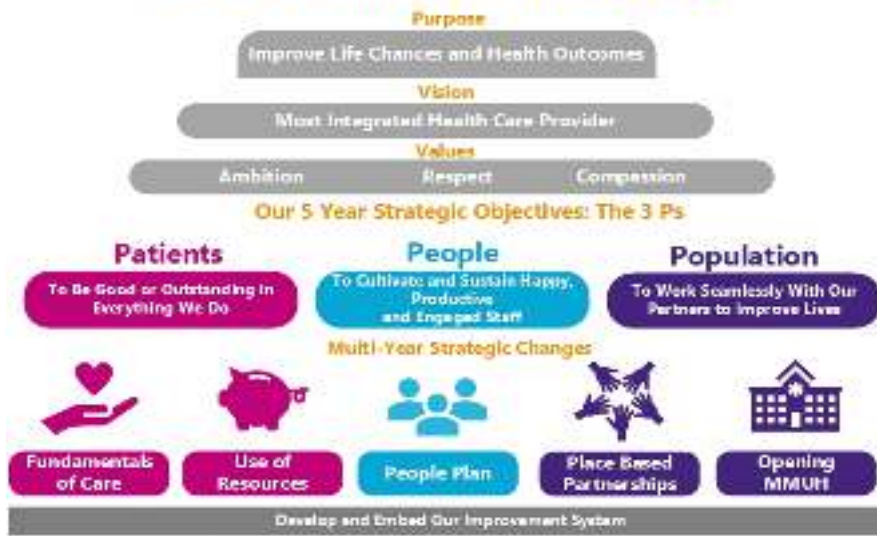 Purpose
Improve Life Chances and Health Outcomes
Vision
Most Integrated Health Care Provider
Values
Ambition Respect Compassion
Our 5 Year Strategic Objectives: The 3 Ps
Patients People Population
To Be Good or Outstanding in
Everything We Do
To Cultivate and Sustain Happy,
Productive
and Engaged Staff
To Work Seamlessly With Our
Partners to Improve Lives
Multi-Year Strategic Changes
Fundamentals
of Care
Use of
Resources
People Plan
Place Based
Partnerships
Opening
MMUH
Develop and Embed Our Improvement System